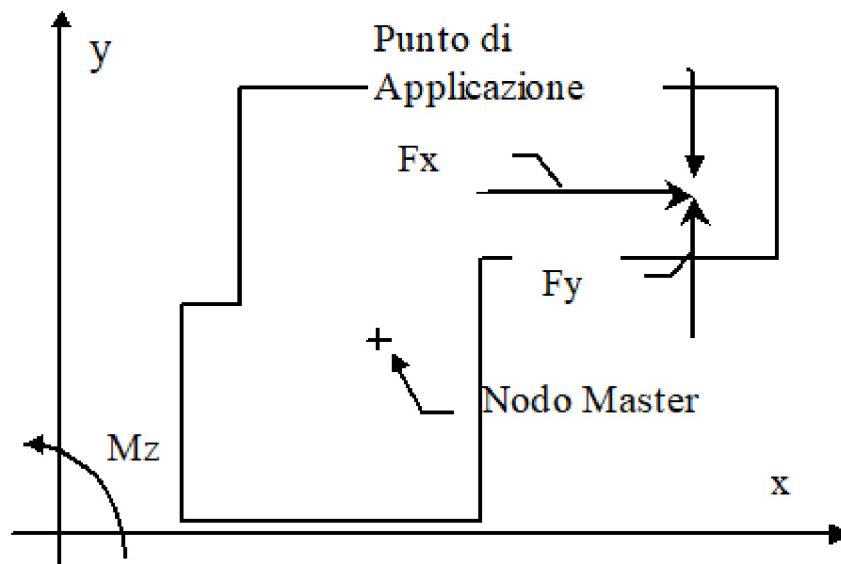 y
Punto di
Applicazione
Fx
Fy
Nodo Master
Mz
x